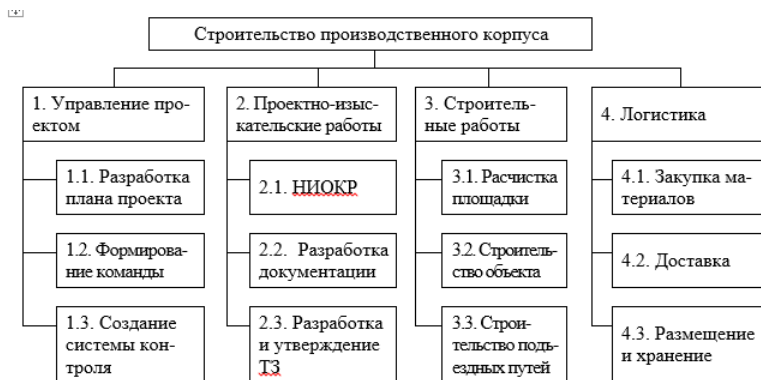 Строительство производственного корпуса
1. Управление про-
ектом
2. Проектно-изыс-
кательские работы
3. Строитель-
ные работы
4. Логистика
1.1. Разработка
плана проекта
2.1. НИОКР
3.1. Расчистка
площадки
4.1. Закупка ма-
териалов
1.2. Формирова-
ние команды
2.2. Разработка
документации
3.2. Строитель-
ство объекта
4.2. Доставка
1.3. Создание
системы кон-
троля
2.3. Разработка
и утверждение
ТЗ
3.3. Строи-
тельство подъ-
ездных путей
4.3. Размещение
и хранение